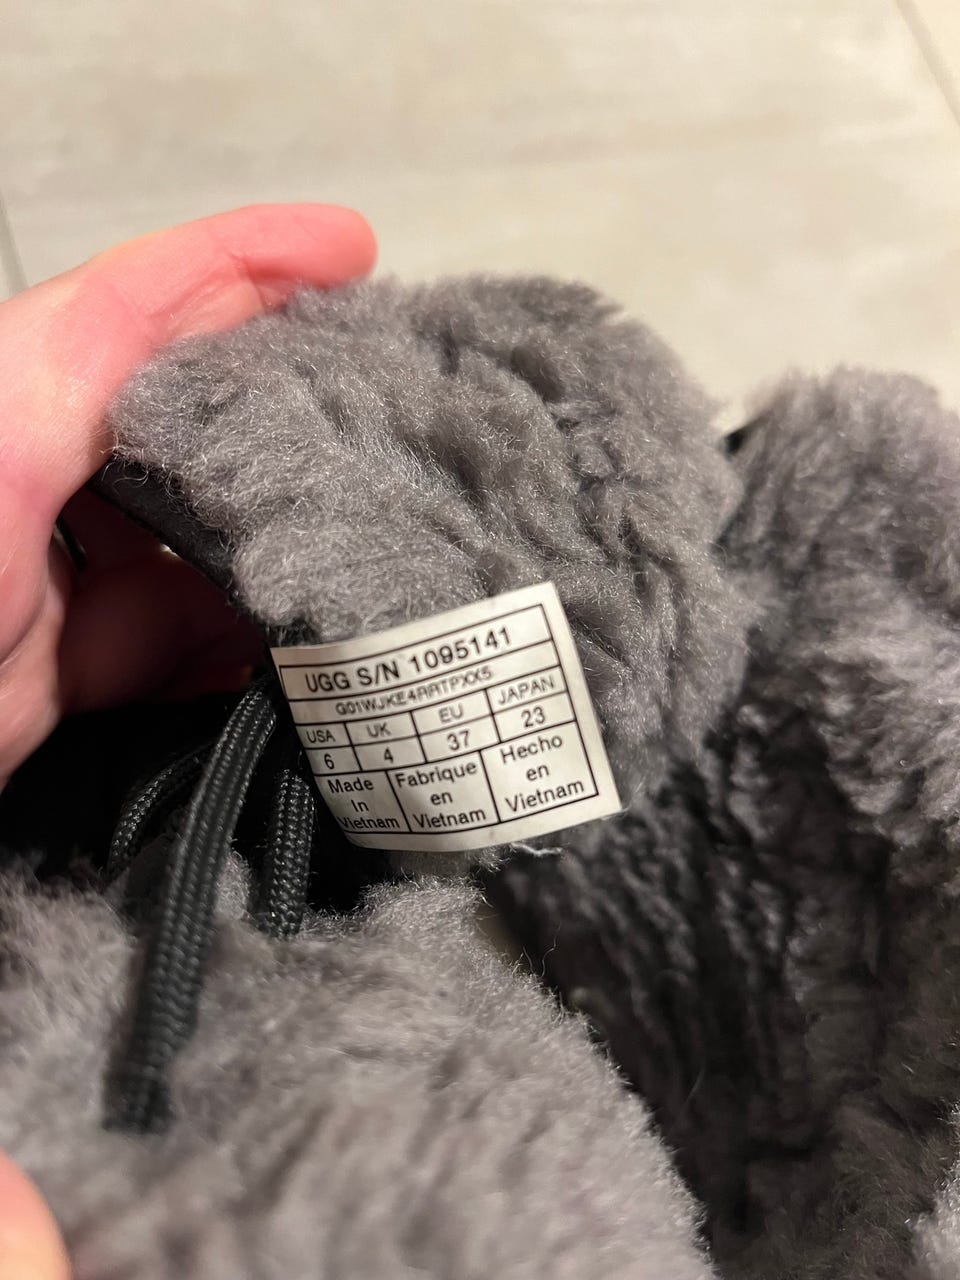 UGG S/N 1095141
USA UK EU JAPAN
6 4 37 23
Made Fabrique Hecho
In en en
Vietnam Vietnam Vietnam